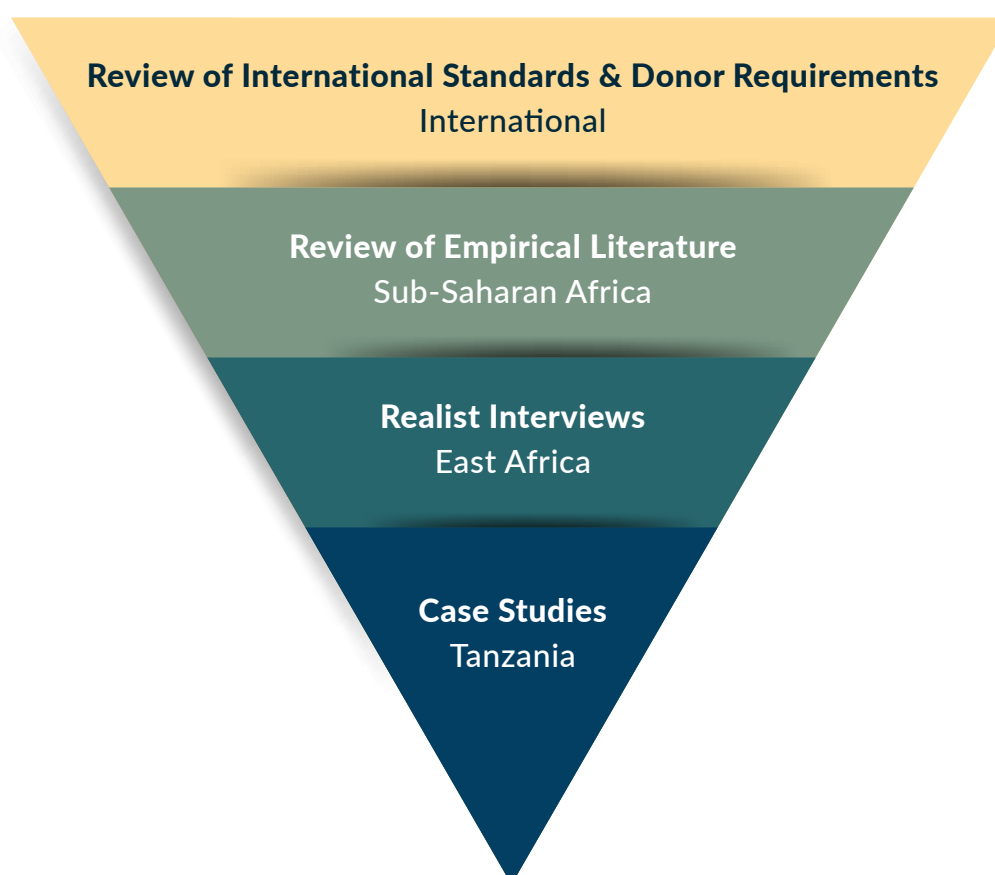 Review of International Standards & Donor Requirements
International
Review of Empirical Literature
Sub-Saharan Africa
Realist Interviews
East Africa
Case Studies
Tanzania